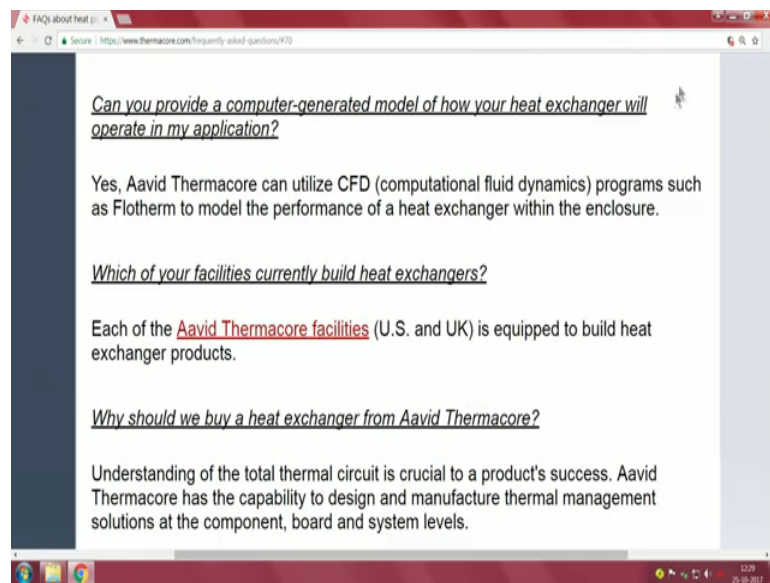 FAQs about heat p
Secure | https://www.thermacore.com/frequently-asked-questions/#70
Can you provide a computer-generated model of how your heat exchanger will
operate in my application?
Yes, Aavid Thermacore can utilize CFD (computational fluid dynamics) programs such
as Flotherm to model the performance of a heat exchanger within the enclosure.
Which of your facilities currently build heat exchangers?
Each of the Aavid Thermacore facilities (U.S. and UK) is equipped to build heat
exchanger products.
Why should we buy a heat exchanger from Aavid Thermacore?
Understanding of the total thermal circuit is crucial to a product's success. Aavid
Thermacore has the capability to design and manufacture thermal management
solutions at the component, board and system levels.
12:29
25-10-2017